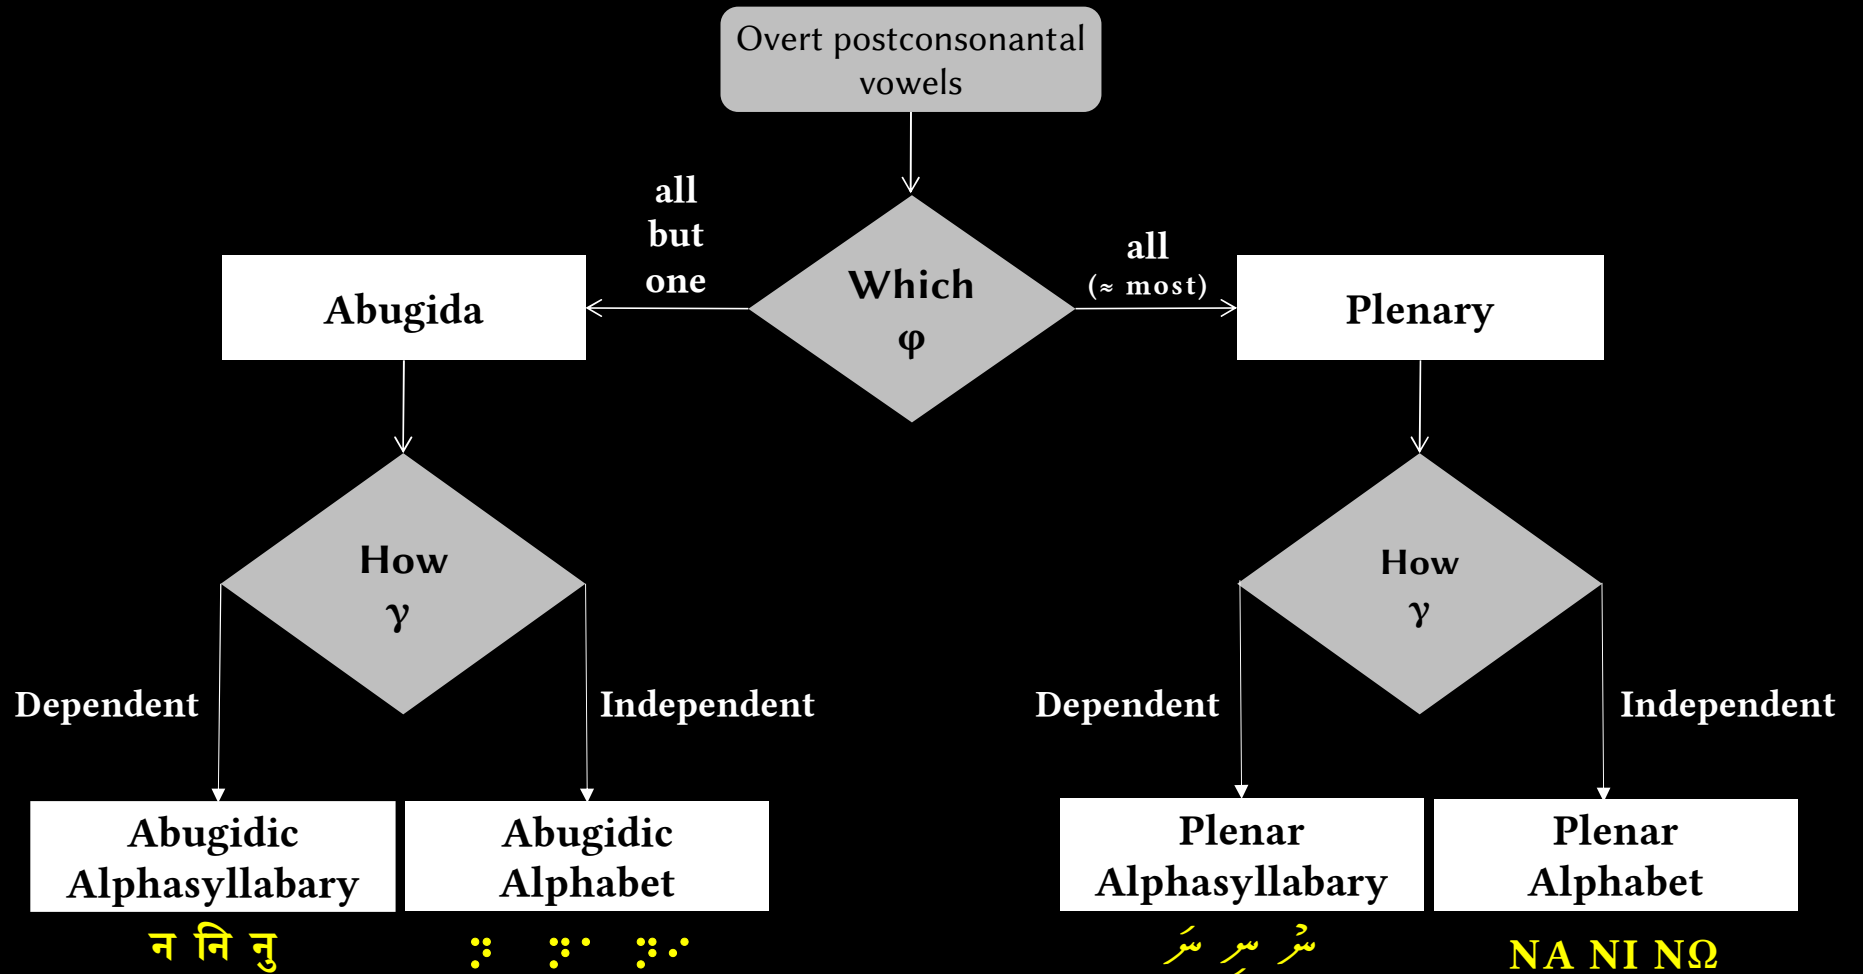 Overt postconsonantal
vowels
all
but
one
Which
φ
all
(≈ most)
Abugida
Plenary
How
γ
How
γ
Dependent
Independent
Dependent
Independent
Abugidic
Alphasyllabary
Abugidic
Alphabet
Plenar
Alphasyllabary
Plenar
Alphabet
न नि नु
⠝ ⠝⠁ ⠝⠊
ނު ނި ނަ
NA NI NΩ